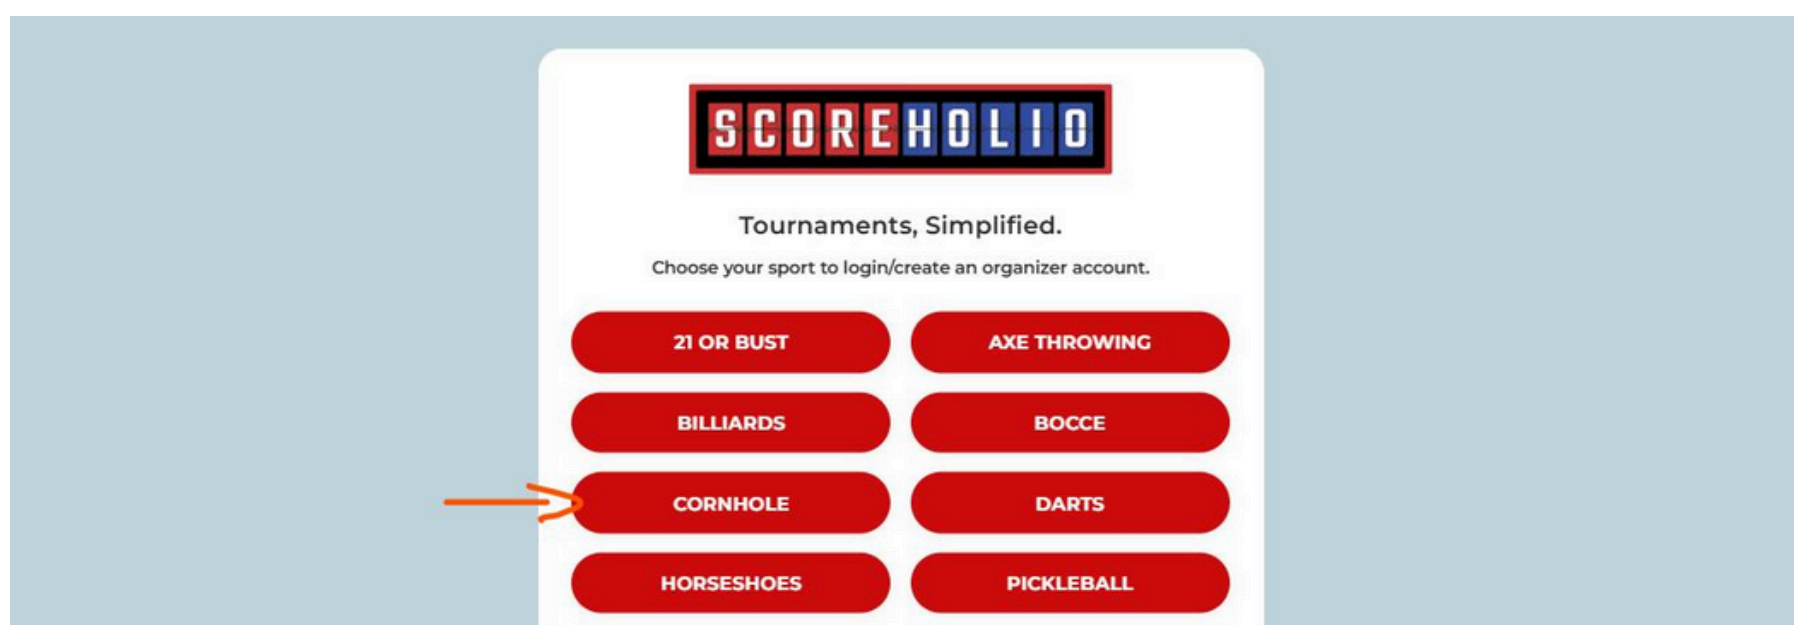 SCOREHOLIO
Tournaments, Simplified.
Choose your sport to login/create an organizer account.
21 OR BUST
AXE THROWING
BILLIARDS
BOCCE
CORNHOLE
DARTS
HORSESHOES
PICKLEBALL